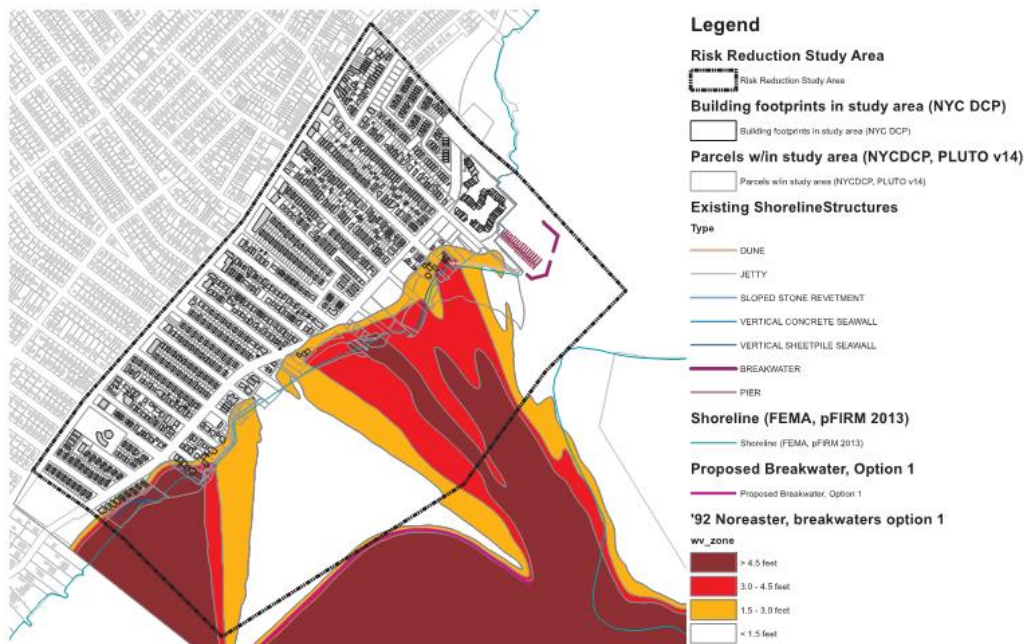 Legend
Risk Reduction Study Area
Risk Reduction Study Area
Building footprints in study area (NYC DCP)
Building footprints in study area (NYC DCP)
Parcels w/in study area (NYCDCP, PLUTO v14)
Parcels w/in study area (NYCDCP, PLUTO v14)
Existing ShorelineStructures
Type
DUNE
JETTY
SLOPED STONE REVETMENT
VERTICAL CONCRETE SEAWALL
VERTICAL SHEETPILE SEAWALL
BREAKWATER
PIER
Shoreline (FEMA, pFIRM 2013)
Shoreline (FEMA, pFIRM 2013)
Proposed Breakwater, Option 1
Proposed Breakwater, Option 1
'92 Noreaster, breakwaters option 1
wv_zone
> 4.5 feet
3.0 - 4.5 feet
1.5 - 3.0 feet
< 1.5 feet